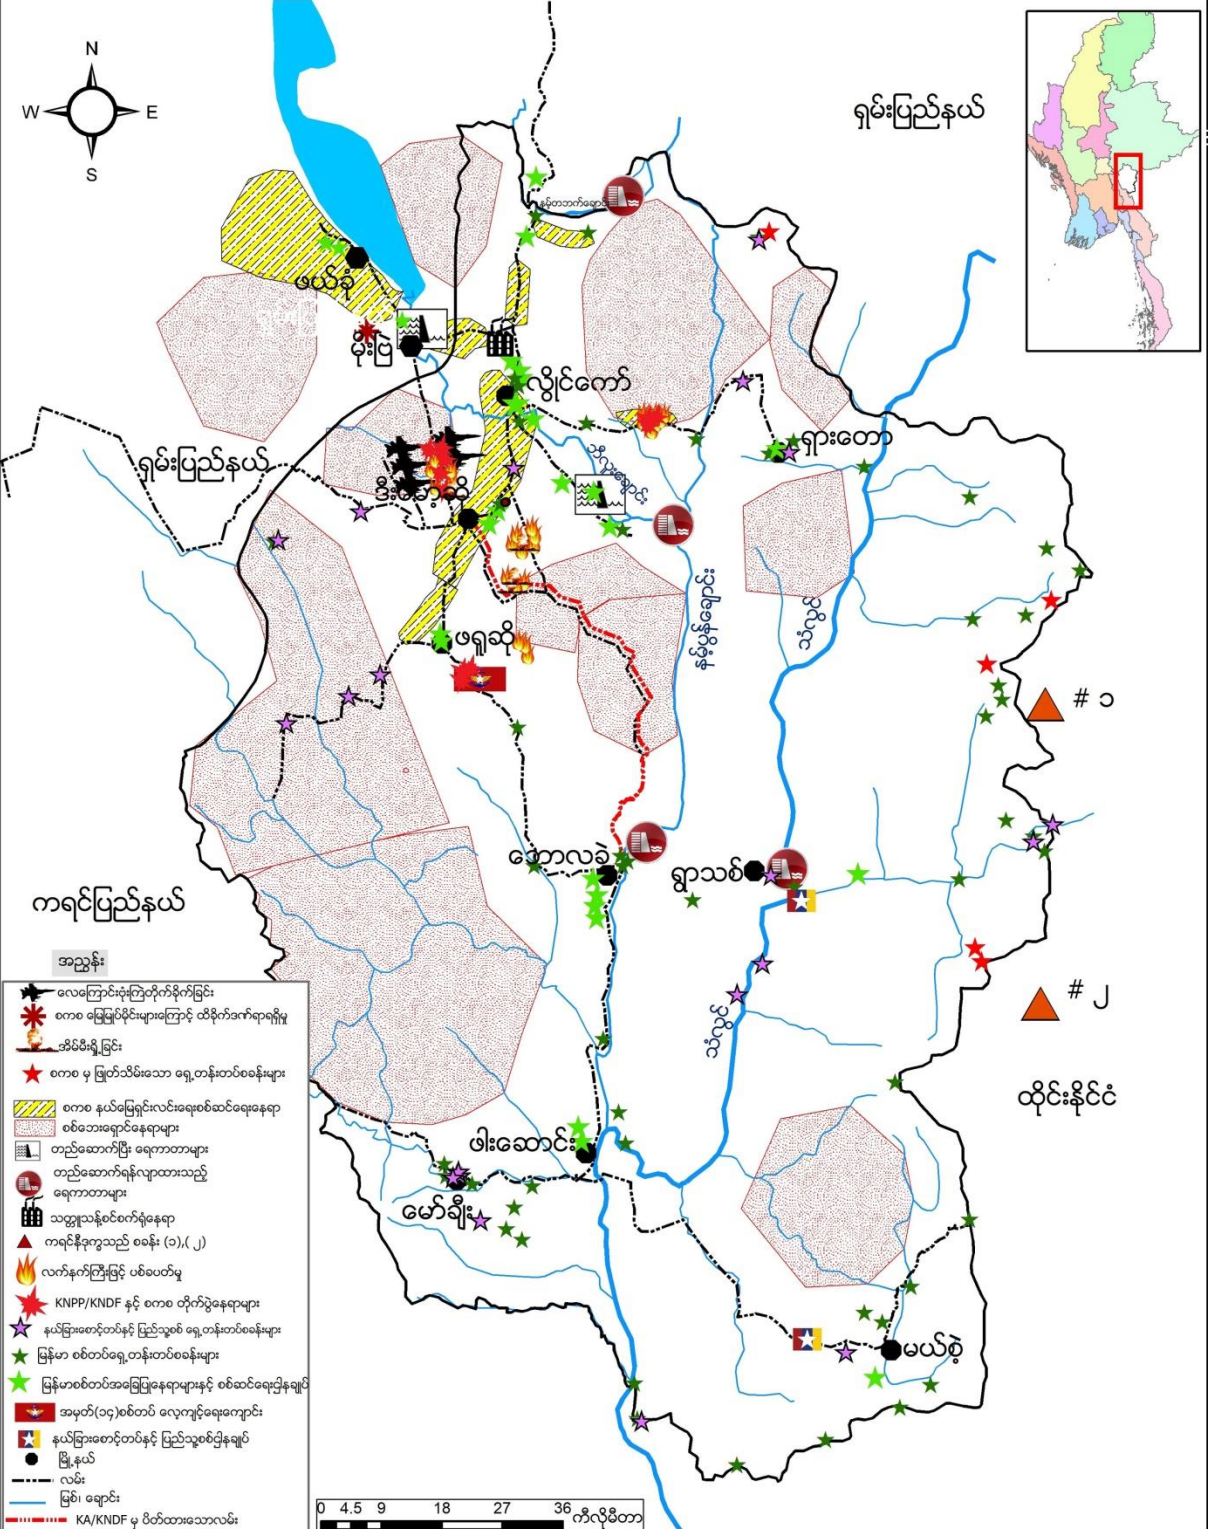 N
W E
S
ရှမ်းပြည်နယ်
ဖယ်ခုံ
မိုးဗြဲ
လွိုင်ကော်
ရှားတော
ရှမ်းပြည်နယ်
ဘီလူးချောင်း
ဒီးမော့ဆို
နမ့်ပွန်ချောင်း
သံလွင်
ဖရူဆို
# ၁
ဘောလခဲ
ရွာသစ်
ကရင်ပြည်နယ်
# ၂
သံလွင်
ထိုင်းနိုင်ငံ
ဖါးဆောင်း
မော်ချီး
မယ်စဲ့
အညွှန်း
လေကြောင်းဗုံးကြဲတိုက်ခိုက်ခြင်း
စကစ မြေမြှပ်မိုင်းများကြောင့် ထိခိုက်ဒဏ်ရာရရှိမှု
အိမ်မီးရှို့ခြင်း
စကစ မှ ဖြုတ်သိမ်းသော ရှေ့တန်းတပ်စခန်းများ
စကစ နယ်မြေရှင်းလင်းရေးစစ်ဆင်ရေးနေရာ
စစ်ဘေးရှောင်နေရာများ
တည်ဆောက်ပြီး ရေကာတာများ
တည်ဆောက်ရန်လျာထားသည့်
ရေကာတာများ
သတ္တုသန့်စင်စက်ရုံနေရာ
ကရင်နီဒုက္ခသည် စခန်း (၁),(၂)
လက်နက်ကြီးဖြင့် ပစ်ခပတ်မှု
KNPP/KNDF နှင့် စကစ တိုက်ပွဲနေရာများ
နယ်ခြားစောင့်တပ်နှင့် ပြည်သူ့စစ် ရှေ့တန်းတပ်စခန်းများ
မြန်မာ စစ်တပ်ရှေ့တန်းတပ်စခန်းများ
မြန်မာစစ်တပ်အခြေပြုနေရာများနှင့် စစ်ဆင်ရေးဌါနချုပ်
အမှတ်(၁၄)စစ်တပ် လေ့ကျင့်ရေးကျောင်း
နယ်ခြားစောင့်တပ်နှင့် ပြည်သူ့စစ်ဌါနချုပ်
မြို့နယ်
လမ်း
မြစ်၊ ချောင်း
KA/KNDF မှ ပိတ်ထားသောလမ်း
0 4.5 9 18 27 36
ကီလိုမီတာ